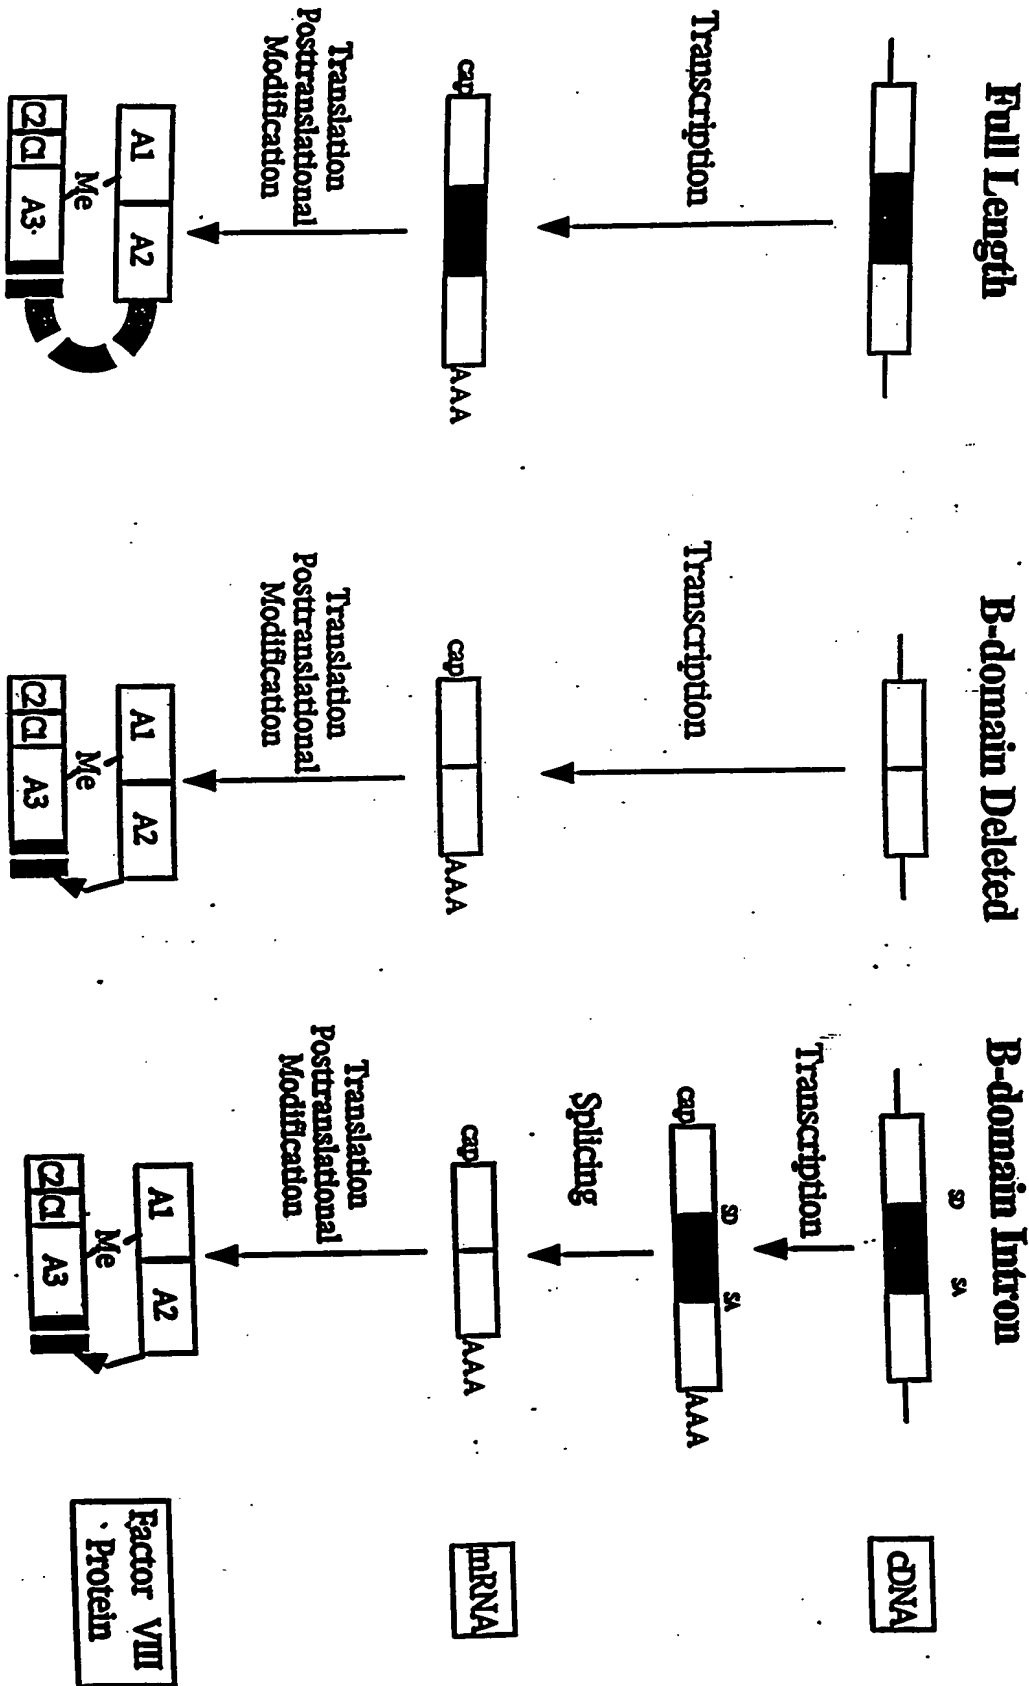 Full Length
B-domain Deleted
B-domain Intron
SD
SA
cDNA
Transcription
Transcription
Transcription
cap
SD
SA
AAA
Splicing
cap
AAA
cap
AAA
cap
AAA
mRNA
Translation
Posttranslational
Modification
Translation
Posttranslational
Modification
Translation
Posttranslational
Modification
A1
A2
Me
C2
C1
A3
A1
A2
Me
C2
C1
A3
A1
A2
Me
C2
C1
A3
Factor VIII
Protein